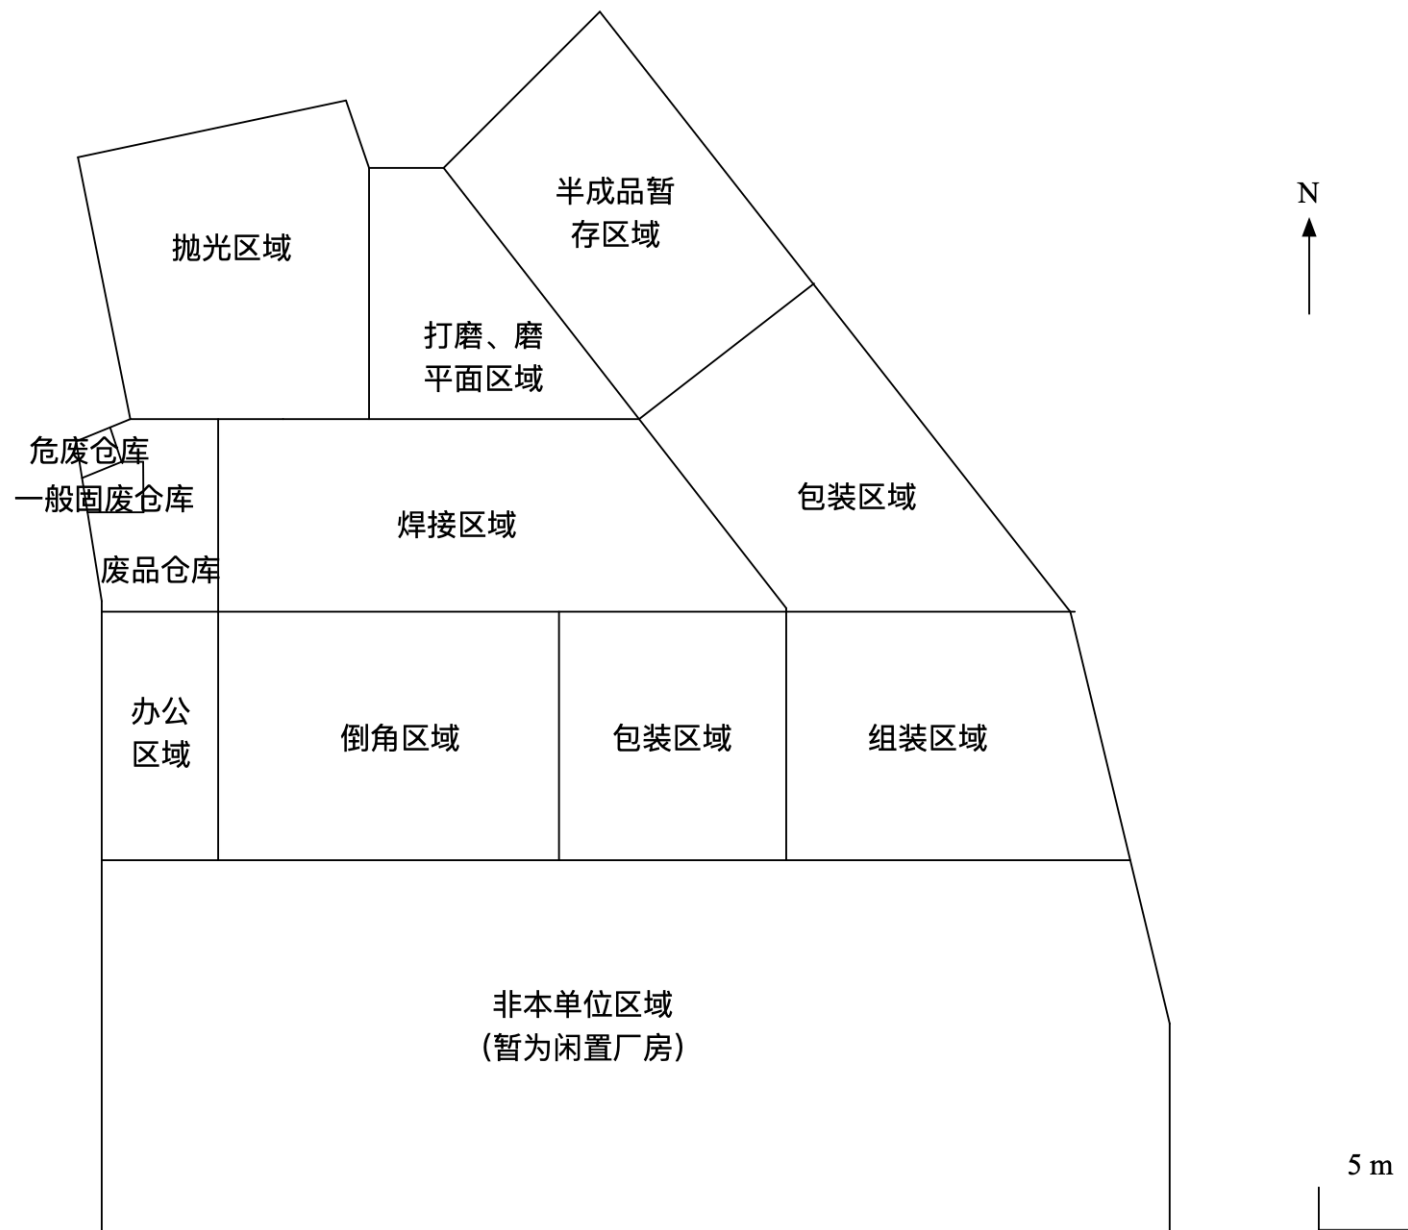 半成品暂
存区域
N
抛光区域
打磨、磨
平面区域
危废仓库
一般固废仓库
包装区域
焊接区域
废品仓库
办公
区域
倒角区域
包装区域
组装区域
非本单位区域
（暂为闲置厂房）
5 m